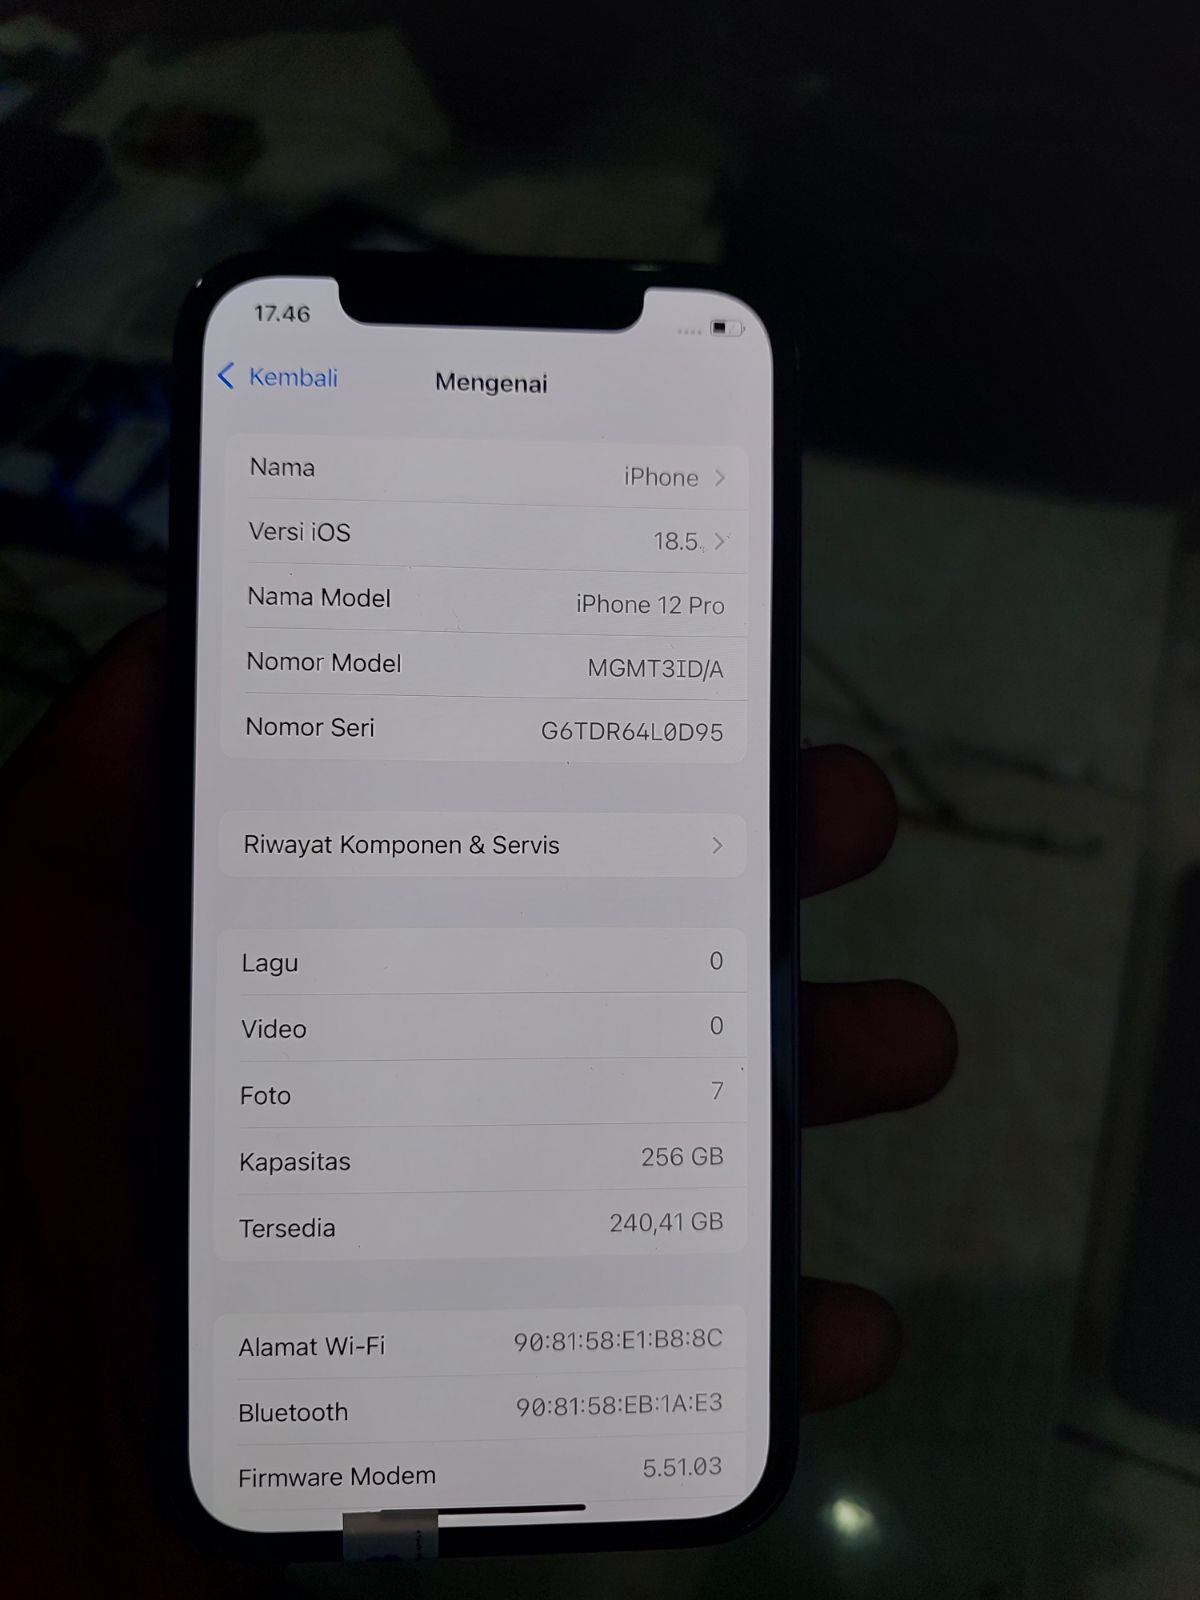 17.46
Kembali
Mengenai
Nama
iPhone
Versi iOS
18.5
Nama Model
iPhone 12 Pro
Nomor Model
MGMT3ID/A
Nomor Seri
G6TDR64L0D95
Riwayat Komponen & Servis
Lagu
0
Video
0
Foto
7
Kapasitas
256 GB
Tersedia
240,41 GB
Alamat Wi-Fi
90:81:58:E1:B8:8C
Bluetooth
90:81:58:EB:1A:E3
Firmware Modem
5.51.03